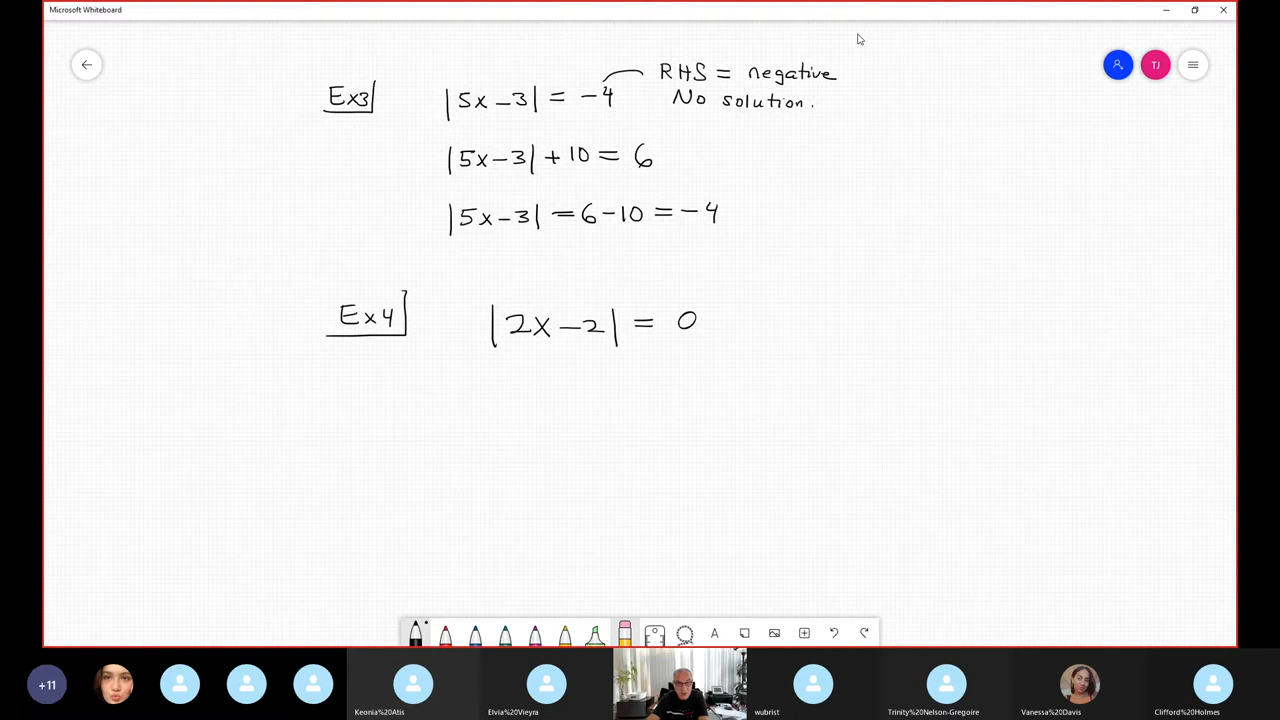 Microsoft Whiteboard
TJ
Ex3 |5x-3| = -4 RHS = negative
No solution.
|5x-3| + 10 = 6
|5x-3| = 6-10 = -4
Ex4 |2x-2| = 0
A
+11
Keonia%20Atis
Elvia%20Vieyra
wubrist
Trinity%20Nelson-Gregoire
Vanessa%20Davis
Clifford%20Holmes